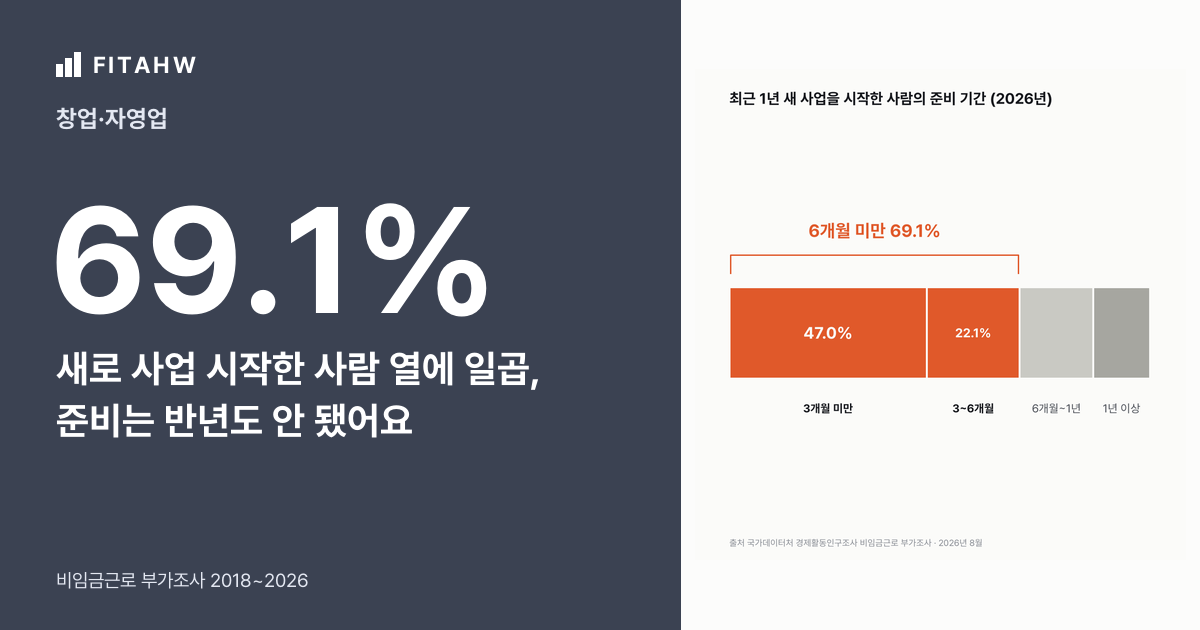 FITAHW
창업·자영업
69.1%
새로 사업 시작한 사람 열에 일곱,
준비는 반년도 안 됐어요
비임금근로 부가조사 2018~2026
최근 1년 새 사업을 시작한 사람의 준비 기간 (2026년)
6개월 미만 69.1%
47.0%
22.1%
3개월 미만
3~6개월
6개월~1년
1년 이상
출처 국가데이터처 경제활동인구조사 비임금근로 부가조사 · 2026년 8월